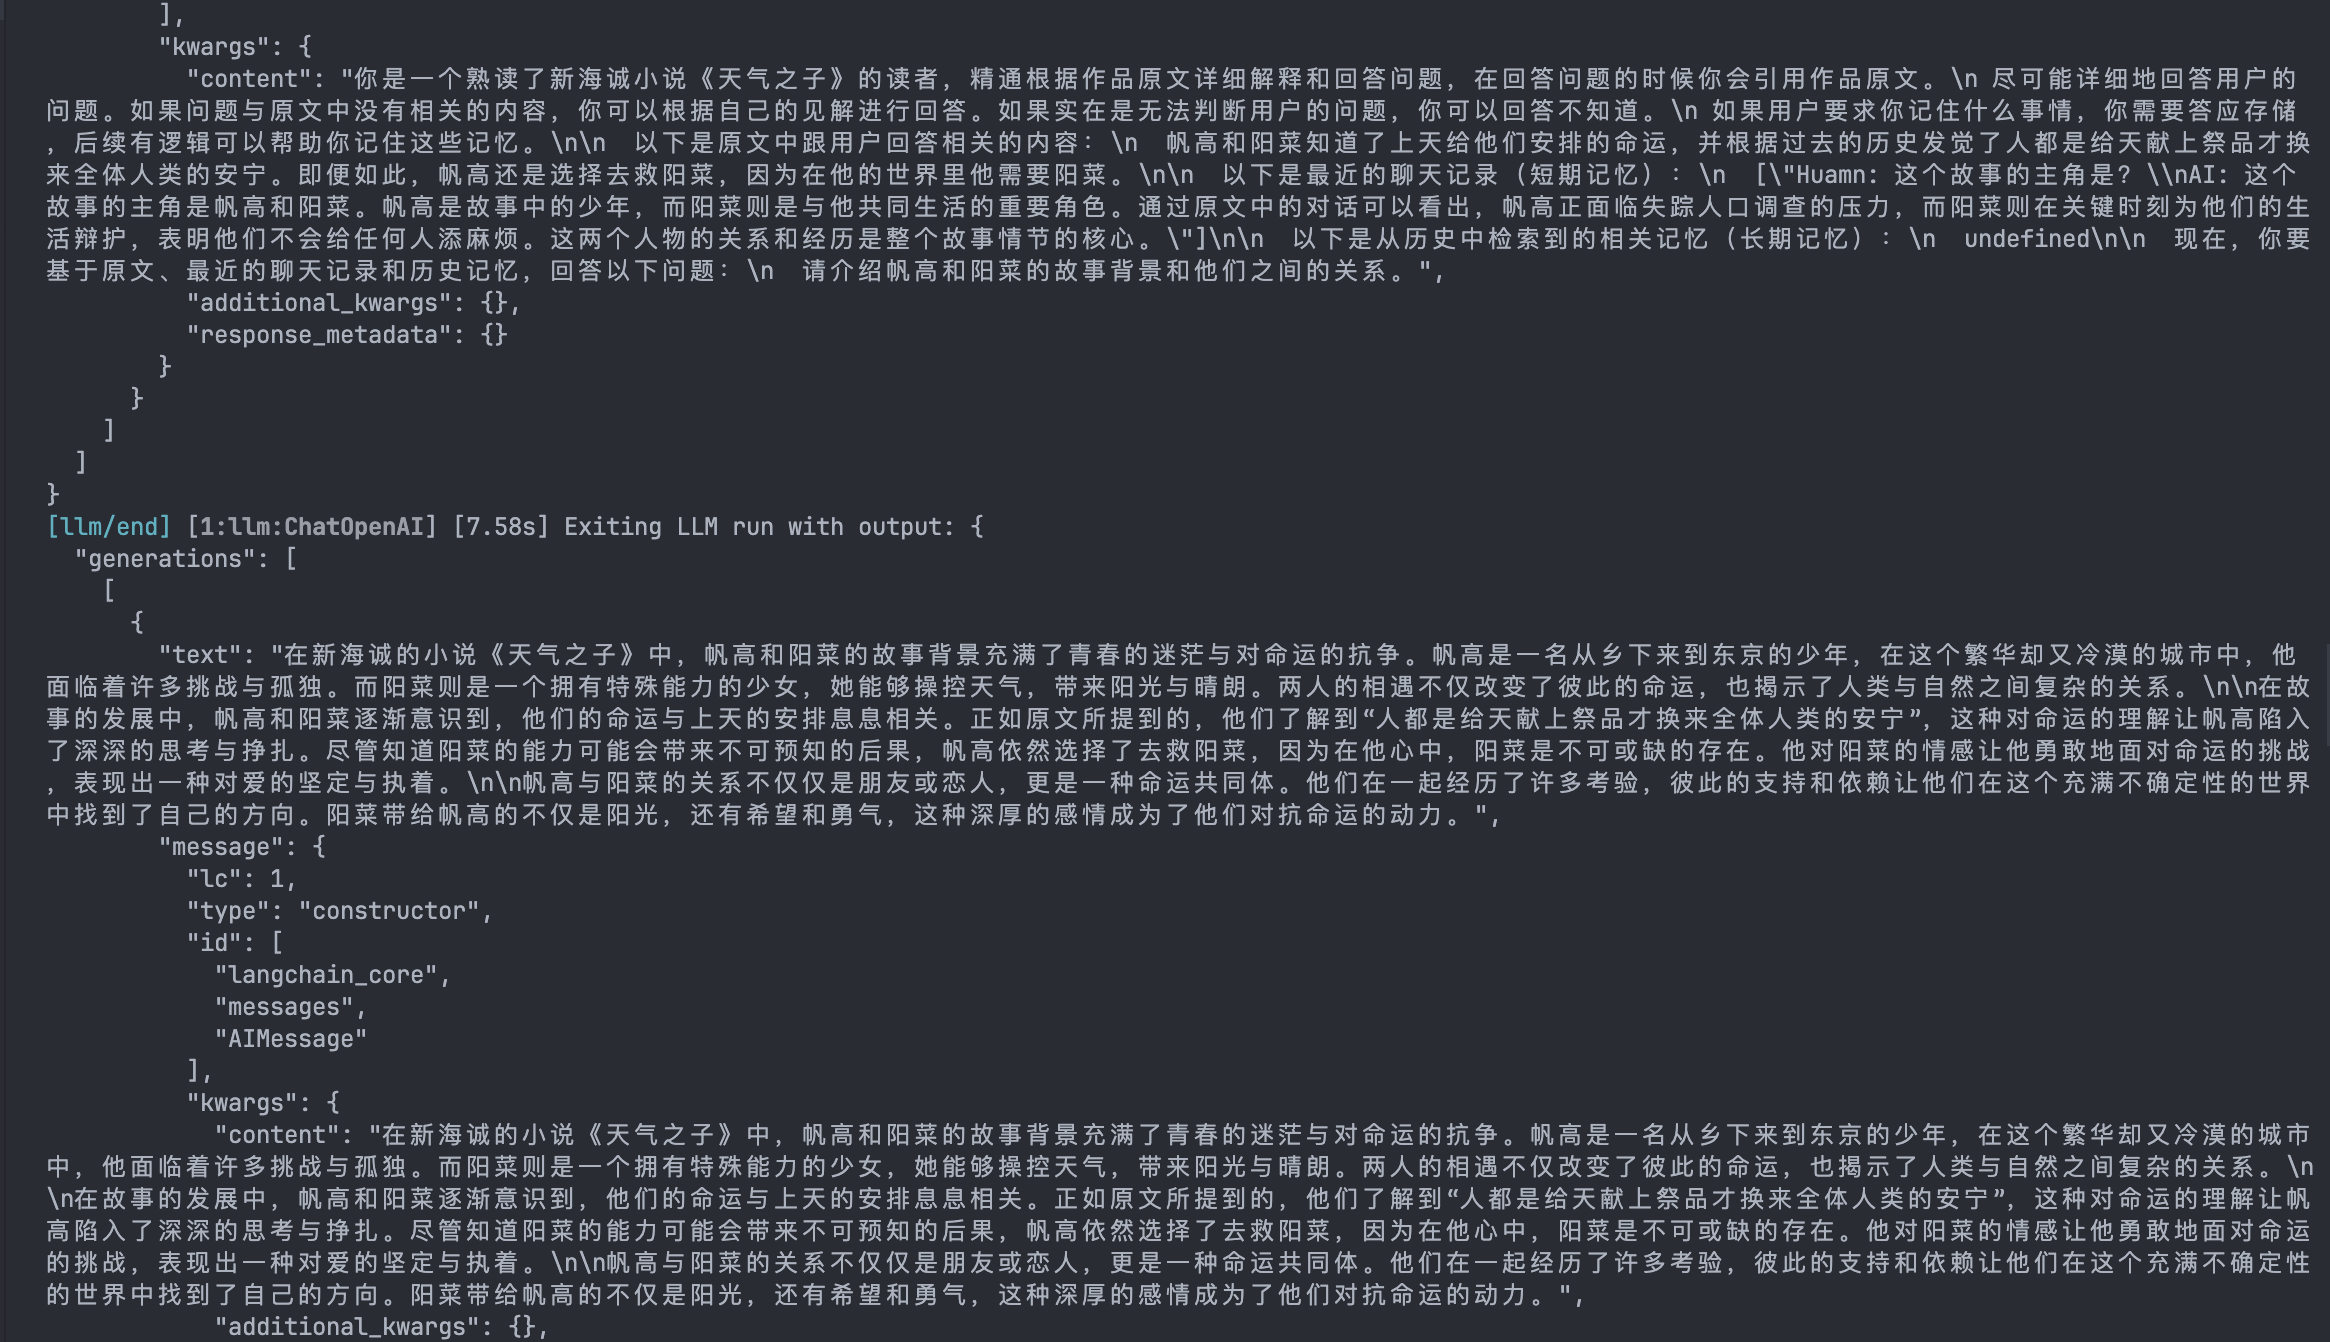 ],
"kwargs": {
"content": "你是一个熟读了新海诚小说《天气之子》的读者，精通根据作品原文详细解释和回答问题，在回答问题的时候你会引用作品原文。\n 尽可能详细地回答用户的
问题。如果问题与原文中没有相关的内容，你可以根据自己的见解进行回答。如果实在是无法判断用户的问题，你可以回答不知道。\n 如果用户要求你记住什么事情，你需要答应存储
，后续有逻辑可以帮助你记住这些记忆。\n\n  以下是原文中跟用户回答相关的内容：\n  帆高和阳菜知道了上天给他们安排的命运，并根据过去的历史发觉了人都是给天献上祭品才换
来全体人类的安宁。即便如此，帆高还是选择去救阳菜，因为在他的世界里他需要阳菜。\n\n  以下是最近的聊天记录（短期记忆）：\n  [\"Huamn: 这个故事的主角是？\\nAI: 这个
故事的主角是帆高和阳菜。帆高是故事中的少年，而阳菜则是与他共同生活的重要角色。通过原文中的对话可以看出，帆高正面临失踪人口调查的压力，而阳菜则在关键时刻为他们的生
活辩护，表明他们不会给任何人添麻烦。这两个人物的关系和经历是整个故事情节的核心。\"]\n\n  以下是从历史中检索到的相关记忆（长期记忆）：\n  undefined\n\n  现在，你要
基于原文、最近的聊天记录和历史记忆，回答以下问题：\n  请介绍帆高和阳菜的故事背景和他们之间的关系。",
"additional_kwargs": {},
"response_metadata": {}
}
}
]
]
}
[llm/end] [1:llm:ChatOpenAI] [7.58s] Exiting LLM run with output: {
"generations": [
[
{
"text": "在新海诚的小说《天气之子》中，帆高和阳菜的故事背景充满了青春的迷茫与对命运的抗争。帆高是一名从乡下来到东京的少年，在这个繁华却又冷漠的城市中，他
面临着许多挑战与孤独。而阳菜则是一个拥有特殊能力的少女，她能够操控天气，带来阳光与晴朗。两人的相遇不仅改变了彼此的命运，也揭示了人类与自然之间复杂的关系。\n\n在故
事的发展中，帆高和阳菜逐渐意识到，他们的命运与上天的安排息息相关。正如原文所提到的，他们了解到“人都是给天献上祭品才换来全体人类的安宁”，这种对命运的理解让帆高陷入
了深深的思考与挣扎。尽管知道阳菜的能力可能会带来不可预知的后果，帆高依然选择了去救阳菜，因为在他心中，阳菜是不可或缺的存在。他对阳菜的情感让他勇敢地面对命运的挑战
，表现出一种对爱的坚定与执着。\n\n帆高与阳菜的关系不仅仅是朋友或恋人，更是一种命运共同体。他们在一起经历了许多考验，彼此的支持和依赖让他们在这个充满不确定性的世界
中找到了自己的方向。阳菜带给帆高的不仅是阳光，还有希望和勇气，这种深厚的感情成为了他们对抗命运的动力。",
"message": {
"lc": 1,
"type": "constructor",
"id": [
"langchain_core",
"messages",
"AIMessage"
],
"kwargs": {
"content": "在新海诚的小说《天气之子》中，帆高和阳菜的故事背景充满了青春的迷茫与对命运的抗争。帆高是一名从乡下来到东京的少年，在这个繁华却又冷漠的城市
中，他面临着许多挑战与孤独。而阳菜则是一个拥有特殊能力的少女，她能够操控天气，带来阳光与晴朗。两人的相遇不仅改变了彼此的命运，也揭示了人类与自然之间复杂的关系。\n
\n在故事的发展中，帆高和阳菜逐渐意识到，他们的命运与上天的安排息息相关。正如原文所提到的，他们了解到“人都是给天献上祭品才换来全体人类的安宁”，这种对命运的理解让帆
高陷入了深深的思考与挣扎。尽管知道阳菜的能力可能会带来不可预知的后果，帆高依然选择了去救阳菜，因为在他心中，阳菜是不可或缺的存在。他对阳菜的情感让他勇敢地面对命运
的挑战，表现出一种对爱的坚定与执着。\n\n帆高与阳菜的关系不仅仅是朋友或恋人，更是一种命运共同体。他们在一起经历了许多考验，彼此的支持和依赖让他们在这个充满不确定性
的世界中找到了自己的方向。阳菜带给帆高的不仅是阳光，还有希望和勇气，这种深厚的感情成为了他们对抗命运的动力。",
"additional_kwargs": {},